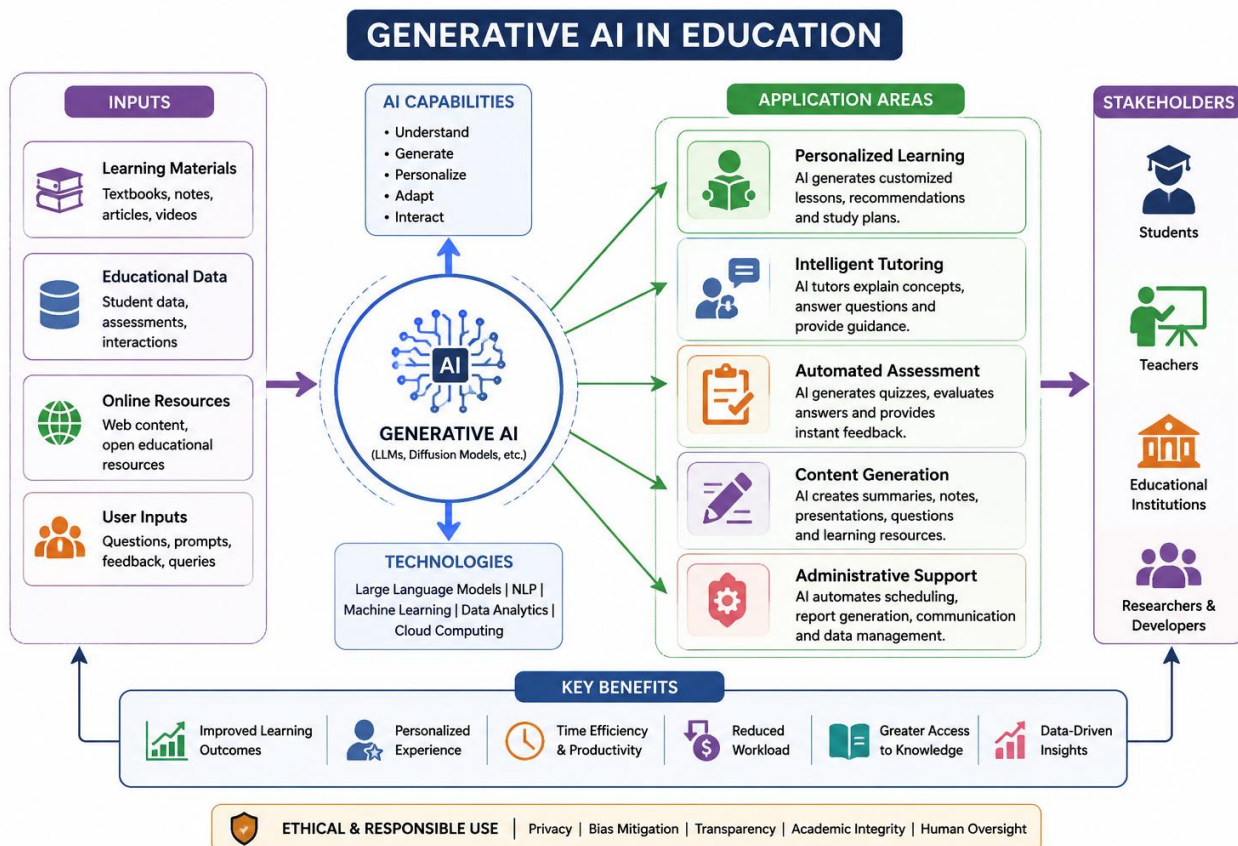 GENERATIVE AI IN EDUCATION
INPUTS
Learning Materials
Textbooks, notes,
articles, videos
Educational Data
Student data,
assessments,
interactions
Online Resources
Web content,
open educational
resources
User Inputs
Questions, prompts,
feedback, queries
AI CAPABILITIES
• Understand
• Generate
• Personalize
• Adapt
• Interact
AI
GENERATIVE AI
(LLMs, Diffusion Models, etc.)
TECHNOLOGIES
Large Language Models | NLP |
Machine Learning | Data Analytics |
Cloud Computing
APPLICATION AREAS
Personalized Learning
AI generates customized
lessons, recommendations
and study plans.
Intelligent Tutoring
AI tutors explain concepts,
answer questions and
provide guidance.
Automated Assessment
AI generates quizzes, evaluates
answers and provides
instant feedback.
Content Generation
AI creates summaries, notes,
presentations, questions
and learning resources.
Administrative Support
AI automates scheduling,
report generation, communication
and data management.
STAKEHOLDERS
Students
Teachers
Educational
Institutions
Researchers &
Developers
KEY BENEFITS
Improved Learning
Outcomes
Personalized
Experience
Time Efficiency
& Productivity
$
Reduced
Workload
Greater Access
to Knowledge
Data-Driven
Insights
ETHICAL & RESPONSIBLE USE | Privacy | Bias Mitigation | Transparency | Academic Integrity | Human Oversight